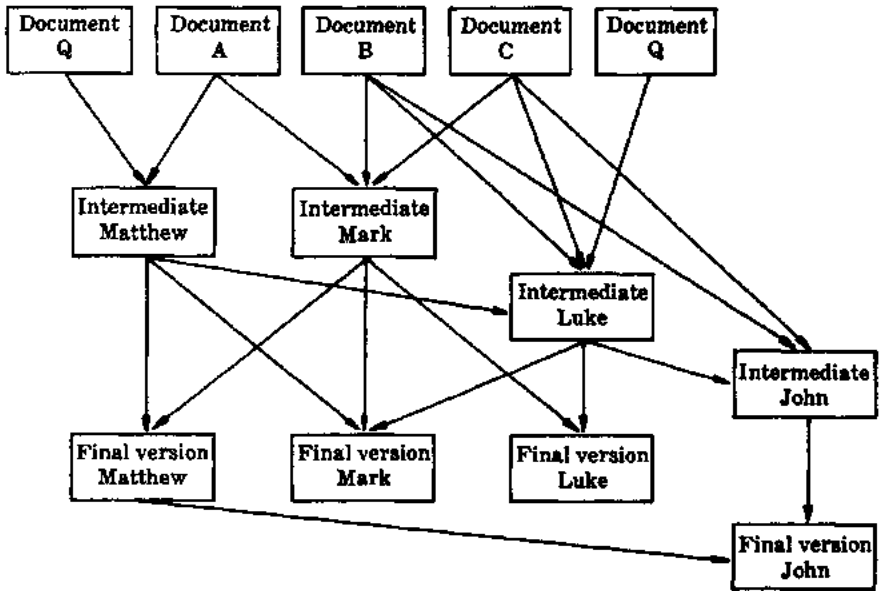 Document
Q
Document
A
Document
B
Document
C
Document
Q
Intermediate
Matthew
Intermediate
Mark
Intermediate
Luke
Intermediate
John
Final version
Matthew
Final version
Mark
Final version
Luke
Final version
John